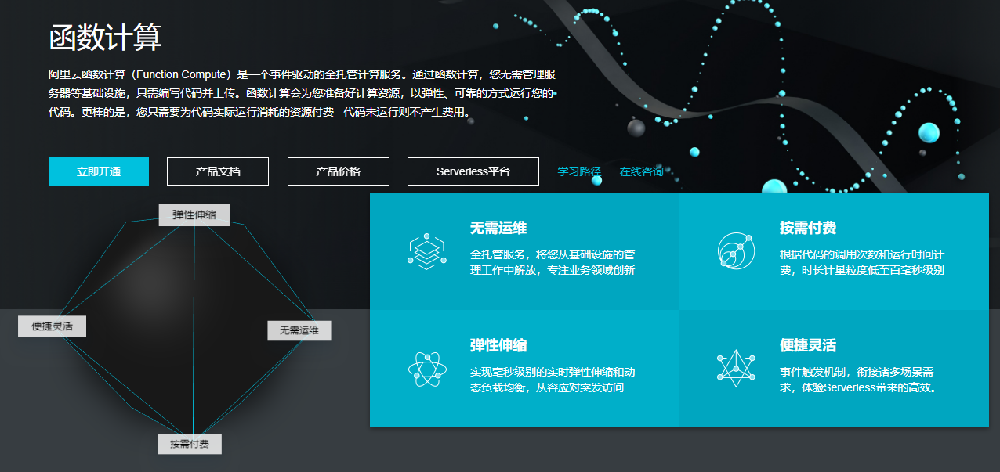 函数计算
阿里云函数计算（Function Compute）是一个事件驱动的全托管计算服务。通过函数计算，您无需管理服
务器等基础设施，只需编写代码并上传。函数计算会为您准备好计算资源，以弹性、可靠的方式运行您的
代码。更棒的是，您只需要为代码实际运行消耗的资源付费 - 代码未运行则不产生费用。
立即开通 产品文档 产品价格 Serverless平台 学习路径 在线咨询
弹性伸缩
便捷灵活
无需运维
按需付费
无需运维
全托管服务，将您从基础设施的管
理工作中解放，专注业务领域创新
按需付费
根据代码的调用次数和运行时间计
费，时长计量粒度低至百毫秒级别
弹性伸缩
实现毫秒级别的实时弹性伸缩和动
态负载均衡，从容应对突发访问
便捷灵活
事件触发机制，衔接诸多场景需
求，体验Serverless带来的高效。